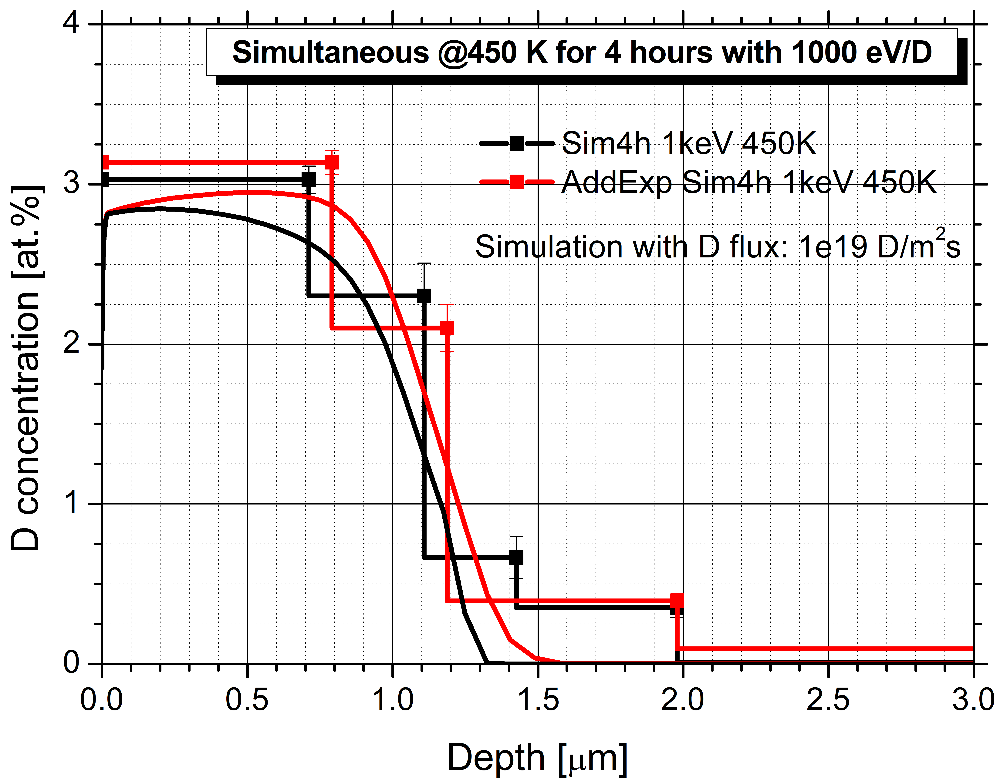 Simultaneous @450 K for 4 hours with 1000 eV/D
Sim4h 1keV 450K
AddExp Sim4h 1keV 450K
Simulation with D flux: 1e19 D/m²s
D concentration [at.%]
4
3
2
1
0
0.0 0.5 1.0 1.5 2.0 2.5 3.0
Depth [μm]